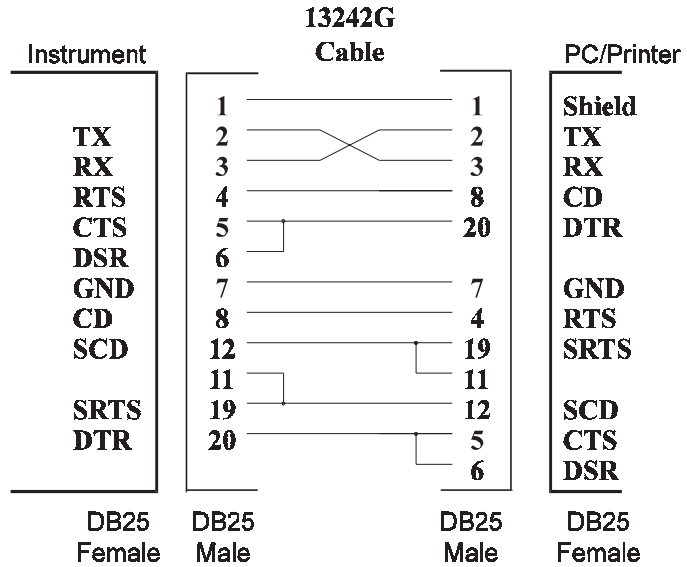 13242G
Cable
Instrument PC/Printer
1 1 Shield
TX 2 2 TX
RX 3 3 RX
RTS 4 8 CD
CTS 5 20 DTR
DSR 6
GND 7 7 GND
CD 8 4 RTS
SCD 12 19 SRTS
11 11
SRTS 19 12 SCD
DTR 20 5 CTS
6 DSR
DB25 DB25 DB25 DB25
Female Male Male Female